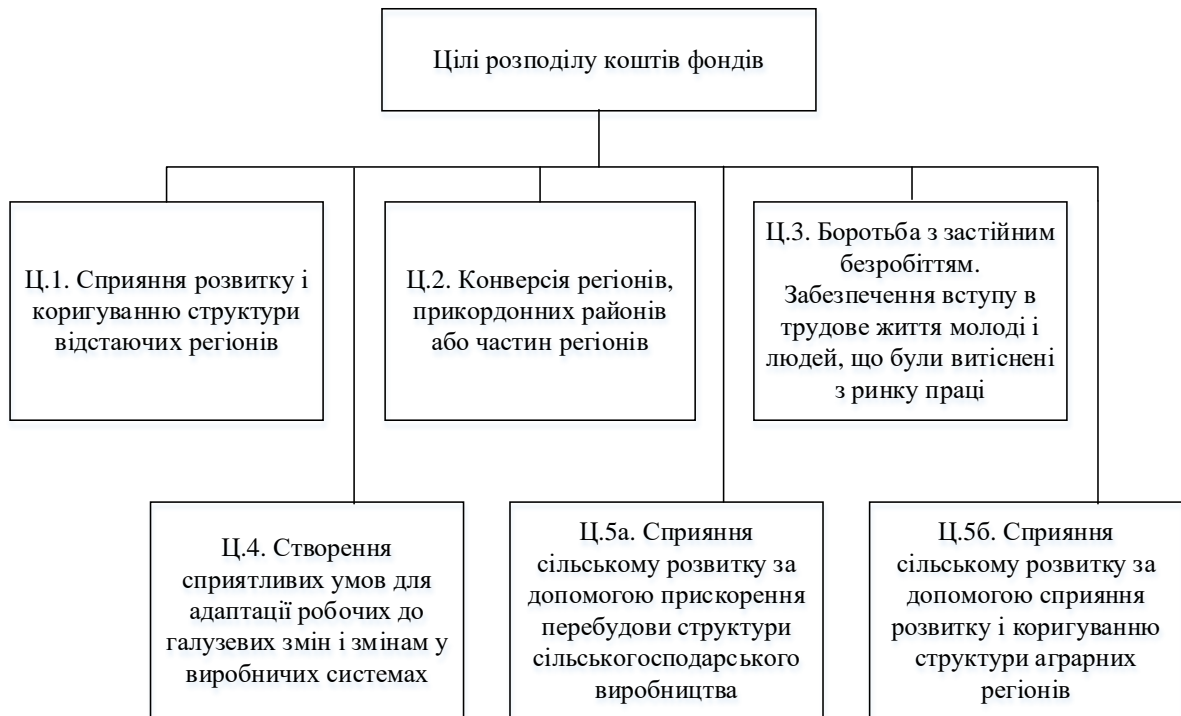 Цілі розподілу коштів фондів
Ц.1. Сприяння розвитку і
коригуванню структури
відстаючих регіонів
Ц.2. Конверсія регіонів,
прикордонних районів
або частин регіонів
Ц.3. Боротьба з застійним
безробіттям.
Забезпечення вступу в
трудове життя молоді і
людей, що були витіснені
з ринку праці
Ц.4. Створення
сприятливих умов для
адаптації робочих до
галузевих змін і змінам у
виробничих системах
Ц.5а. Сприяння
сільському розвитку за
допомогою прискорення
перебудови структури
сільськогосподарського
виробництва
Ц.5б. Сприяння
сільському розвитку за
допомогою сприяння
розвитку і коригуванню
структури аграрних
регіонів